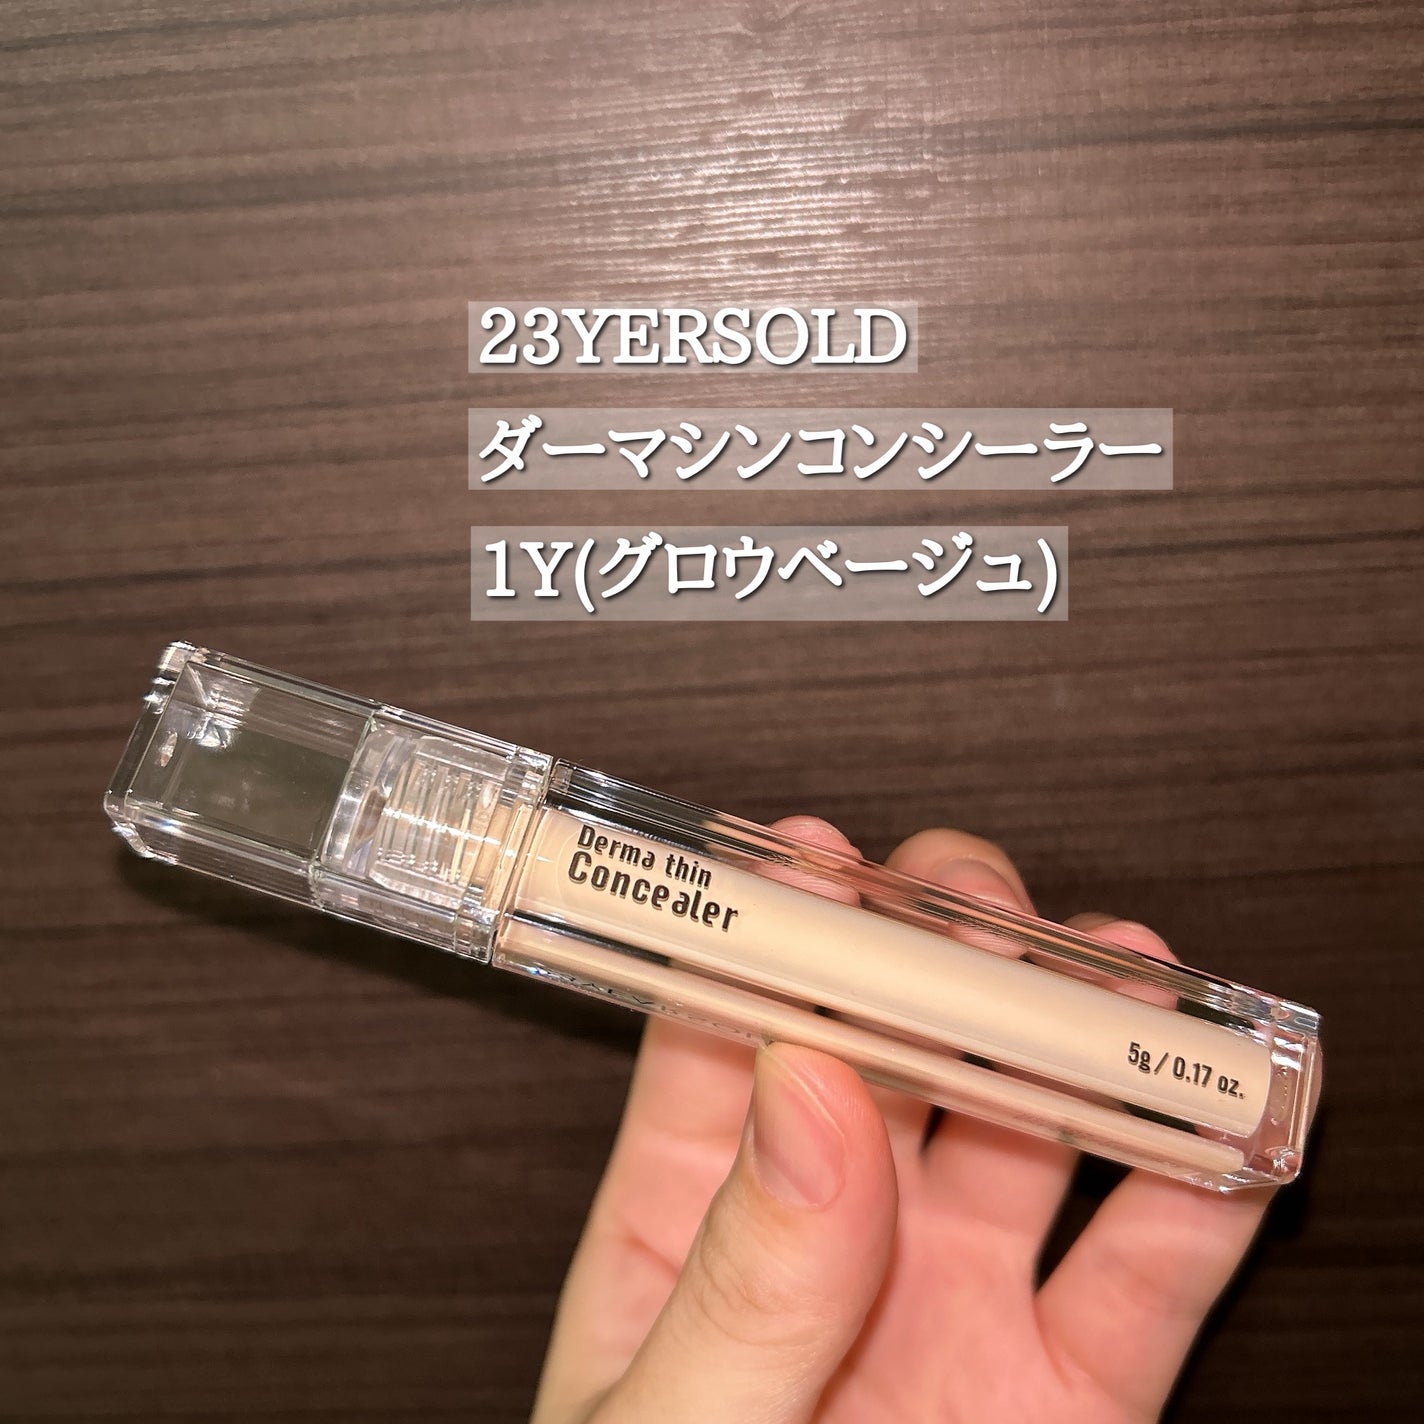 23YERSOLD
ダーマシンコンシーラー
1Y(グロウベージュ)
Derma thin
Concealer
5g / 0.17 oz.